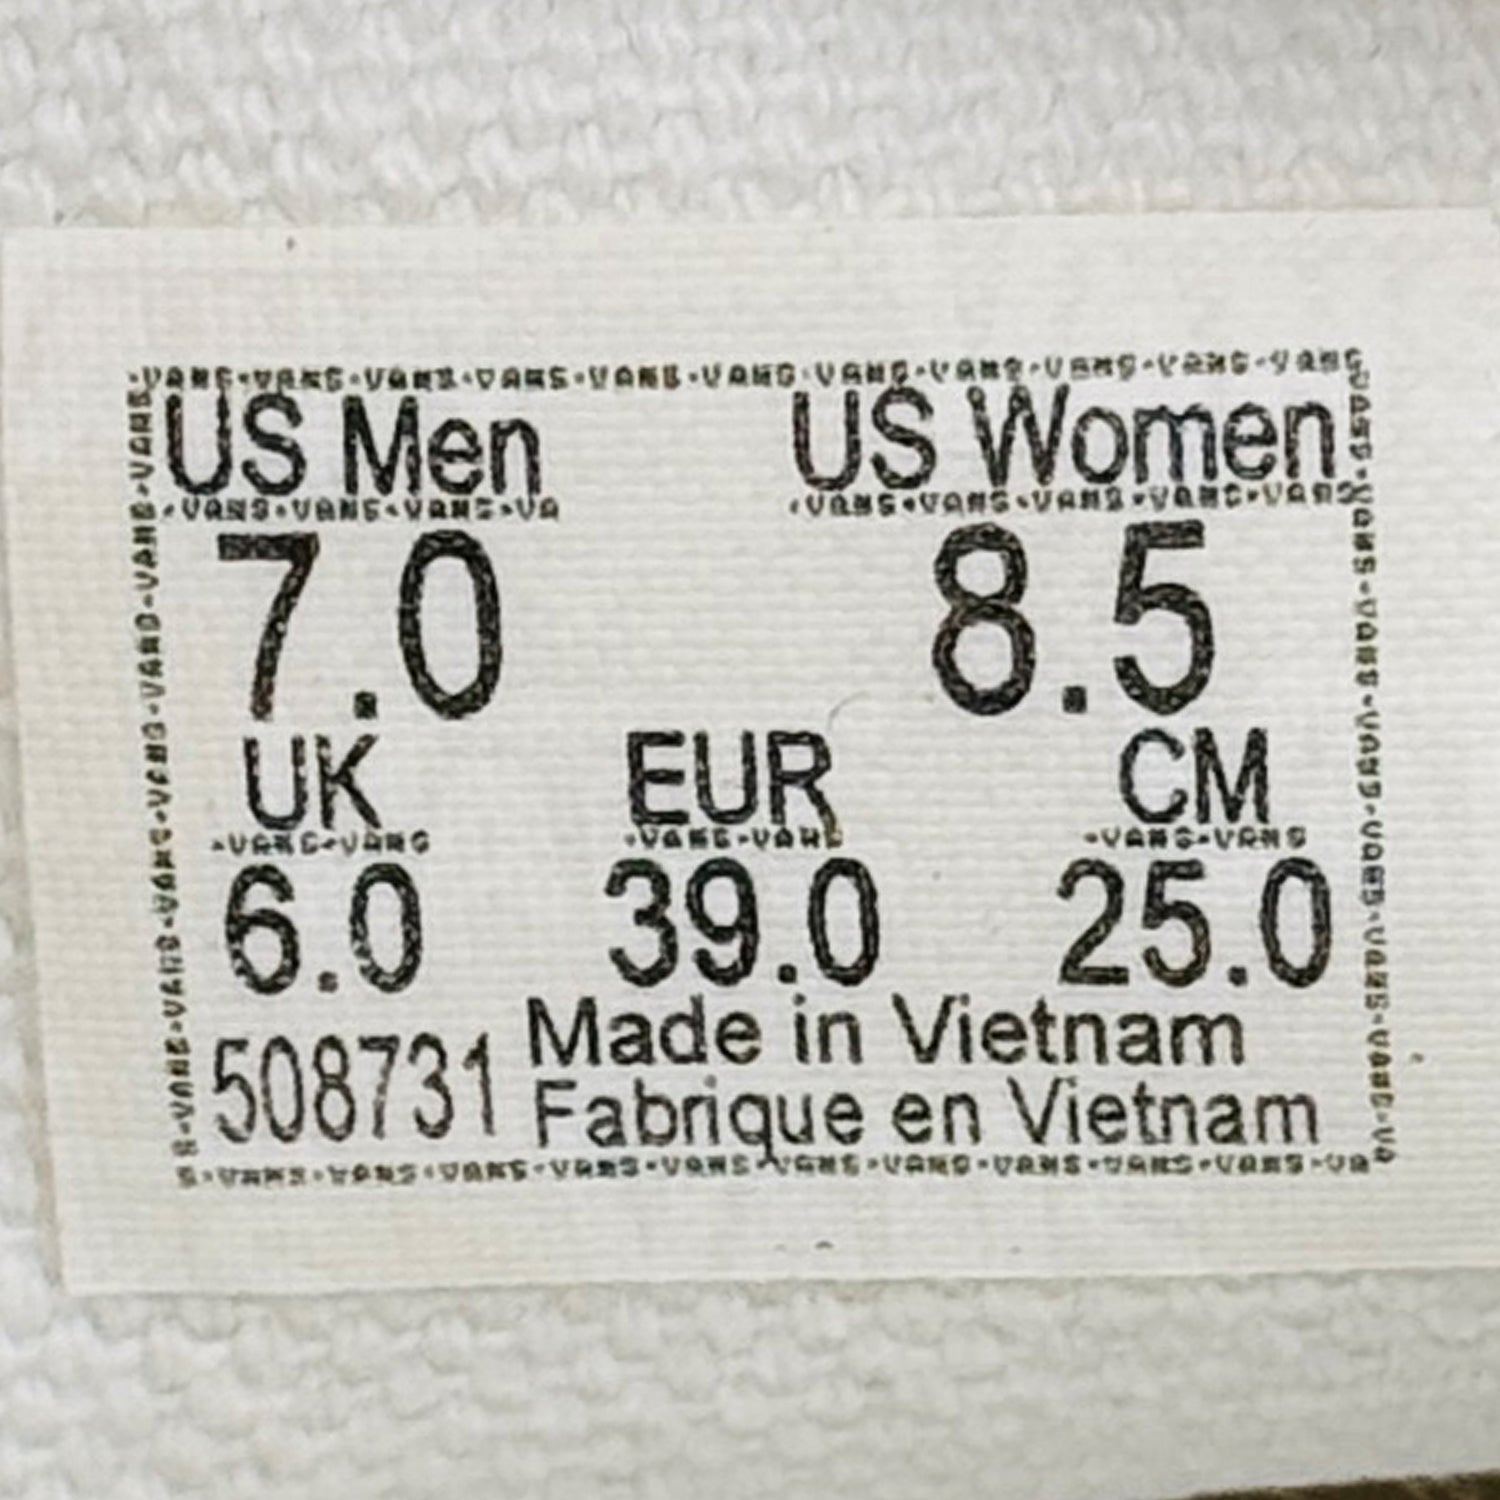 US Men US Women
7.0 8.5
UK EUR CM
6.0 39.0 25.0
508731 Made in Vietnam
Fabrique en Vietnam